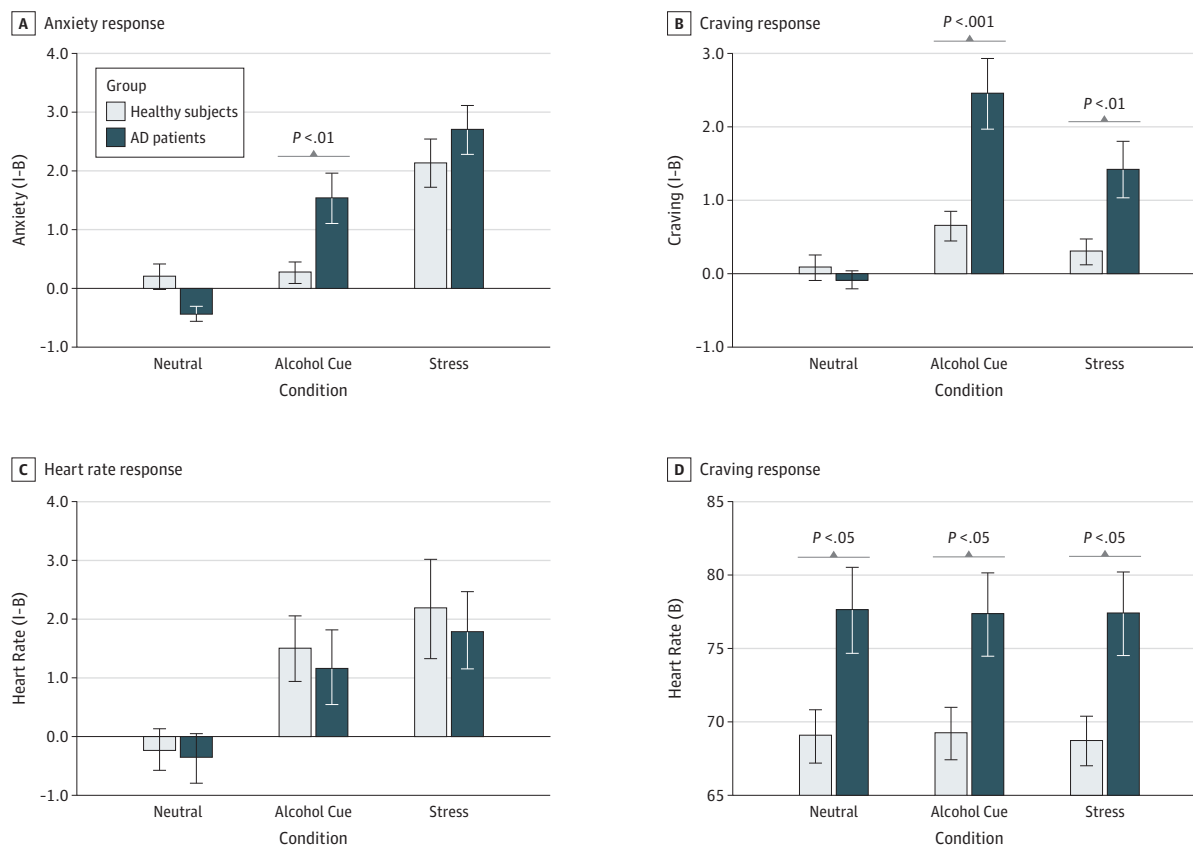 A Anxiety response
4.0
3.0
2.0
1.0
0.0
-1.0
Anxiety (I-B)
Group
Healthy subjects
AD patients
P <.01
Neutral Alcohol Cue Stress
Condition
B Craving response
3.0
2.0
1.0
0.0
-1.0
Craving (I-B)
P <.001
P <.01
Neutral Alcohol Cue Stress
Condition
C Heart rate response
4.0
3.0
2.0
1.0
0.0
-1.0
Heart Rate (I-B)
Neutral Alcohol Cue Stress
Condition
D Craving response
85
80
75
70
65
Heart Rate (B)
P <.05 P <.05 P <.05
Neutral Alcohol Cue Stress
Condition